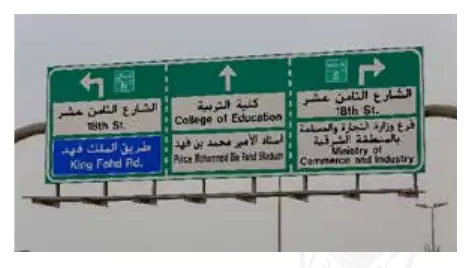 الشارع الثامن عشر
18th St.
طريق الملك فهد
King Fahd Rd.
كلية التربية
College of Education
استاد الأمير محمد بن فهد
Prince Mohammed Bin Fahd Stadium
الشارع الثامن عشر
18th St.
فرع وزارة التجارة والصناعة
بالمنطقة الشرقية
Ministry of
Commerce and Industry